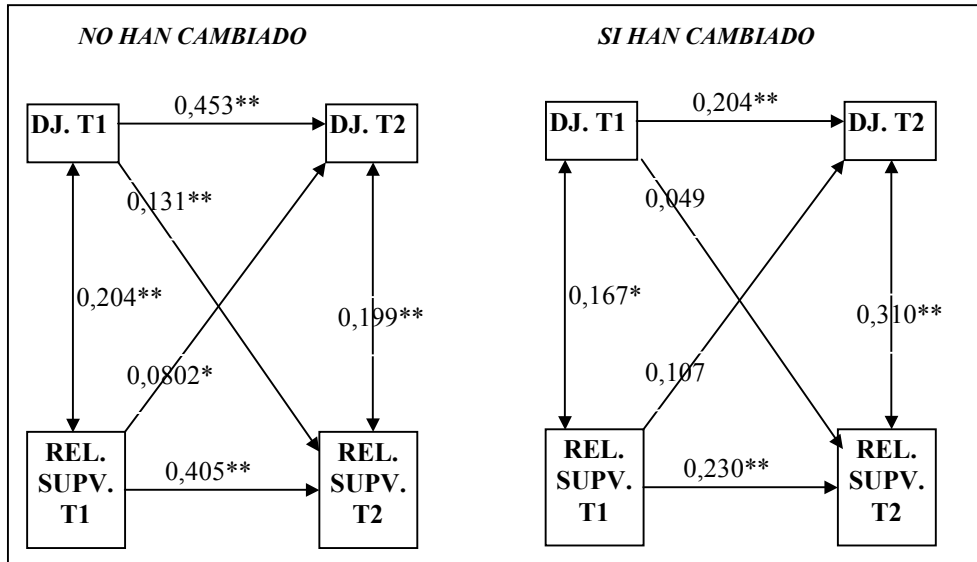 NO HAN CAMBIADO
DJ. T1
0,453**
DJ. T2
0,131**
0,204**
0,199**
0,0802*
REL.
SUPV.
T1
0,405**
REL.
SUPV.
T2
SI HAN CAMBIADO
DJ. T1
0,204**
DJ. T2
0,049
0,167*
0,310**
0,107
REL.
SUPV.
T1
0,230**
REL.
SUPV.
T2